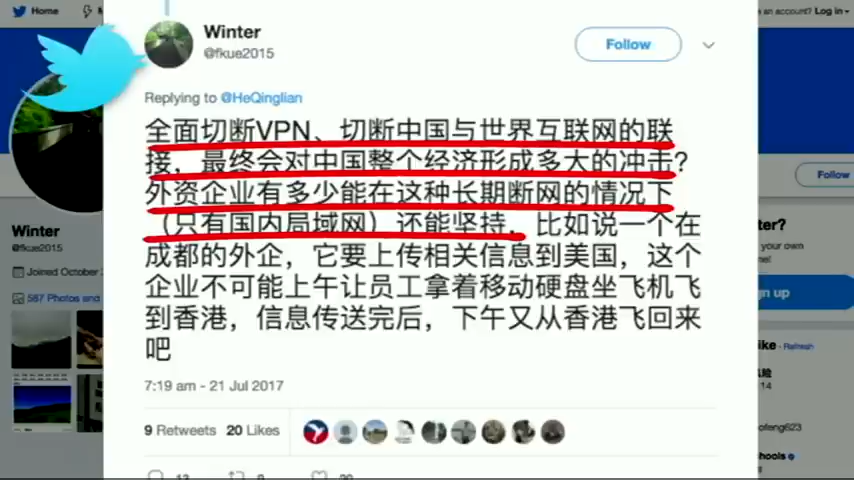 Home
an account? Log in
Winter
@fkue2015
Follow
Replying to @HeQinglian
全面切断VPN、切断中国与世界互联网的联
接，最终会对中国整个经济形成多大的冲击?
外资企业有多少能在这种长期断网的情况下
（只有国内局域网）还能坚持，比如说一个在
成都的外企，它要上传相关信息到美国，这个
企业不可能上午让员工拿着移动硬盘坐飞机飞
到香港，信息传送完后，下午又从香港飞回来
吧
7:19 am - 21 Jul 2017
9 Retweets 20 Likes
13
9
20
Winter
@fkue2015
Joined October
587 Photos and
Follow
ter?
your own
up
ike · Refresh
14
ofeng623
hools